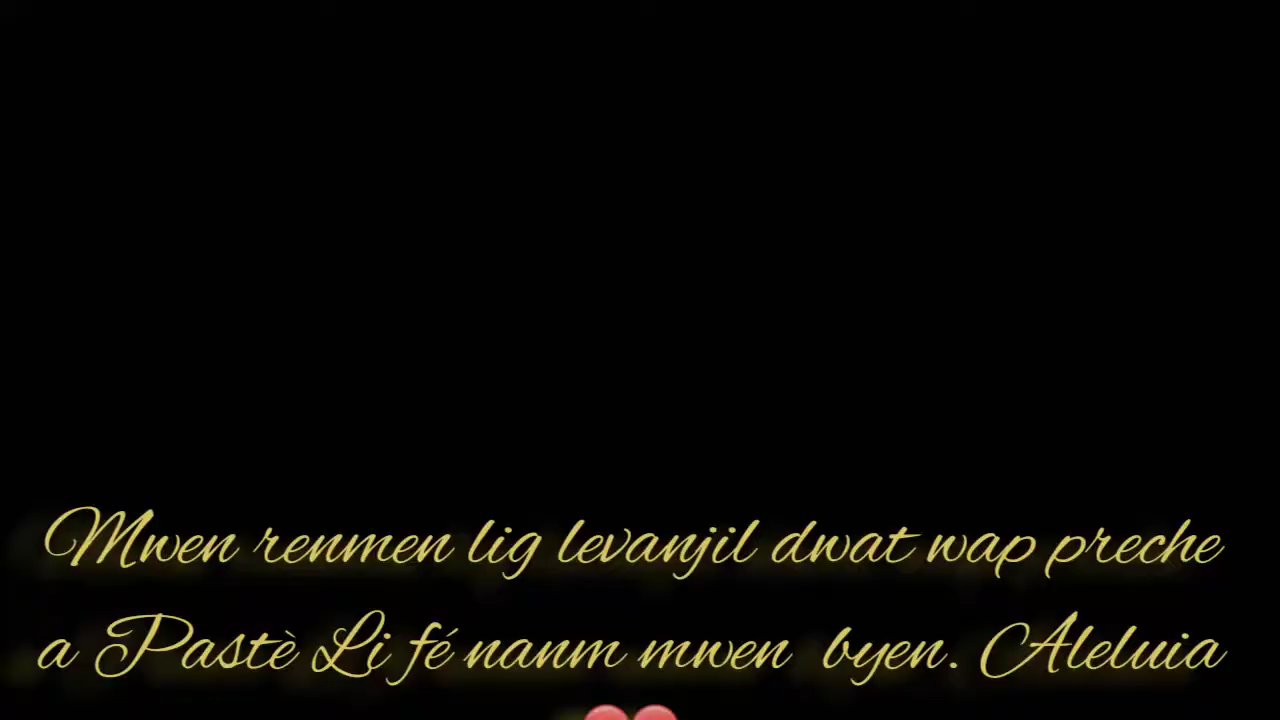 Mwen renmen lig levanjil dwat wap preche
a Pastè Li fé nanm mwen byen. Aleluia